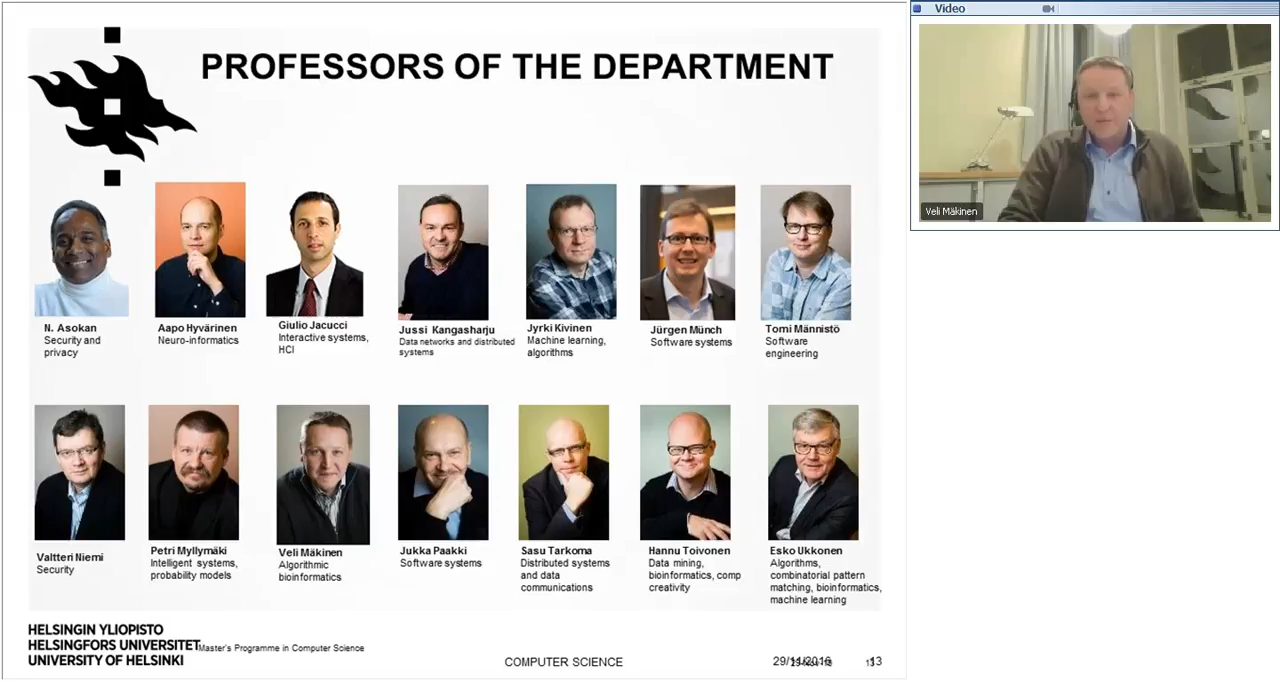 Video
Veli Mäkinen
PROFESSORS OF THE DEPARTMENT
N. Asokan
Security and
privacy
Aapo Hyvärinen
Neuro-informatics
Giulio Jacucci
Interactive systems,
HCI
Jussi Kangasharju
Data networks and distributed
systems
Jyrki Kivinen
Machine learning,
algorithms
Jürgen Münch
Software systems
Tomi Männistö
Software
engineering
Valtteri Niemi
Security
Petri Myllymäki
Intelligent systems,
probability models
Veli Mäkinen
Algorithmic
bioinformatics
Jukka Paakki
Software systems
Sasu Tarkoma
Distributed systems
and data
communications
Hannu Toivonen
Data mining,
bioinformatics, comp
creativity
Esko Ukkonen
Algorithms,
combinatorial pattern
matching, bioinformatics,
machine learning
HELSINGIN YLIOPISTO
HELSINGFORS UNIVERSITET
UNIVERSITY OF HELSINKI
Master's Programme in Computer Science
COMPUTER SCIENCE
29/11/2016
13